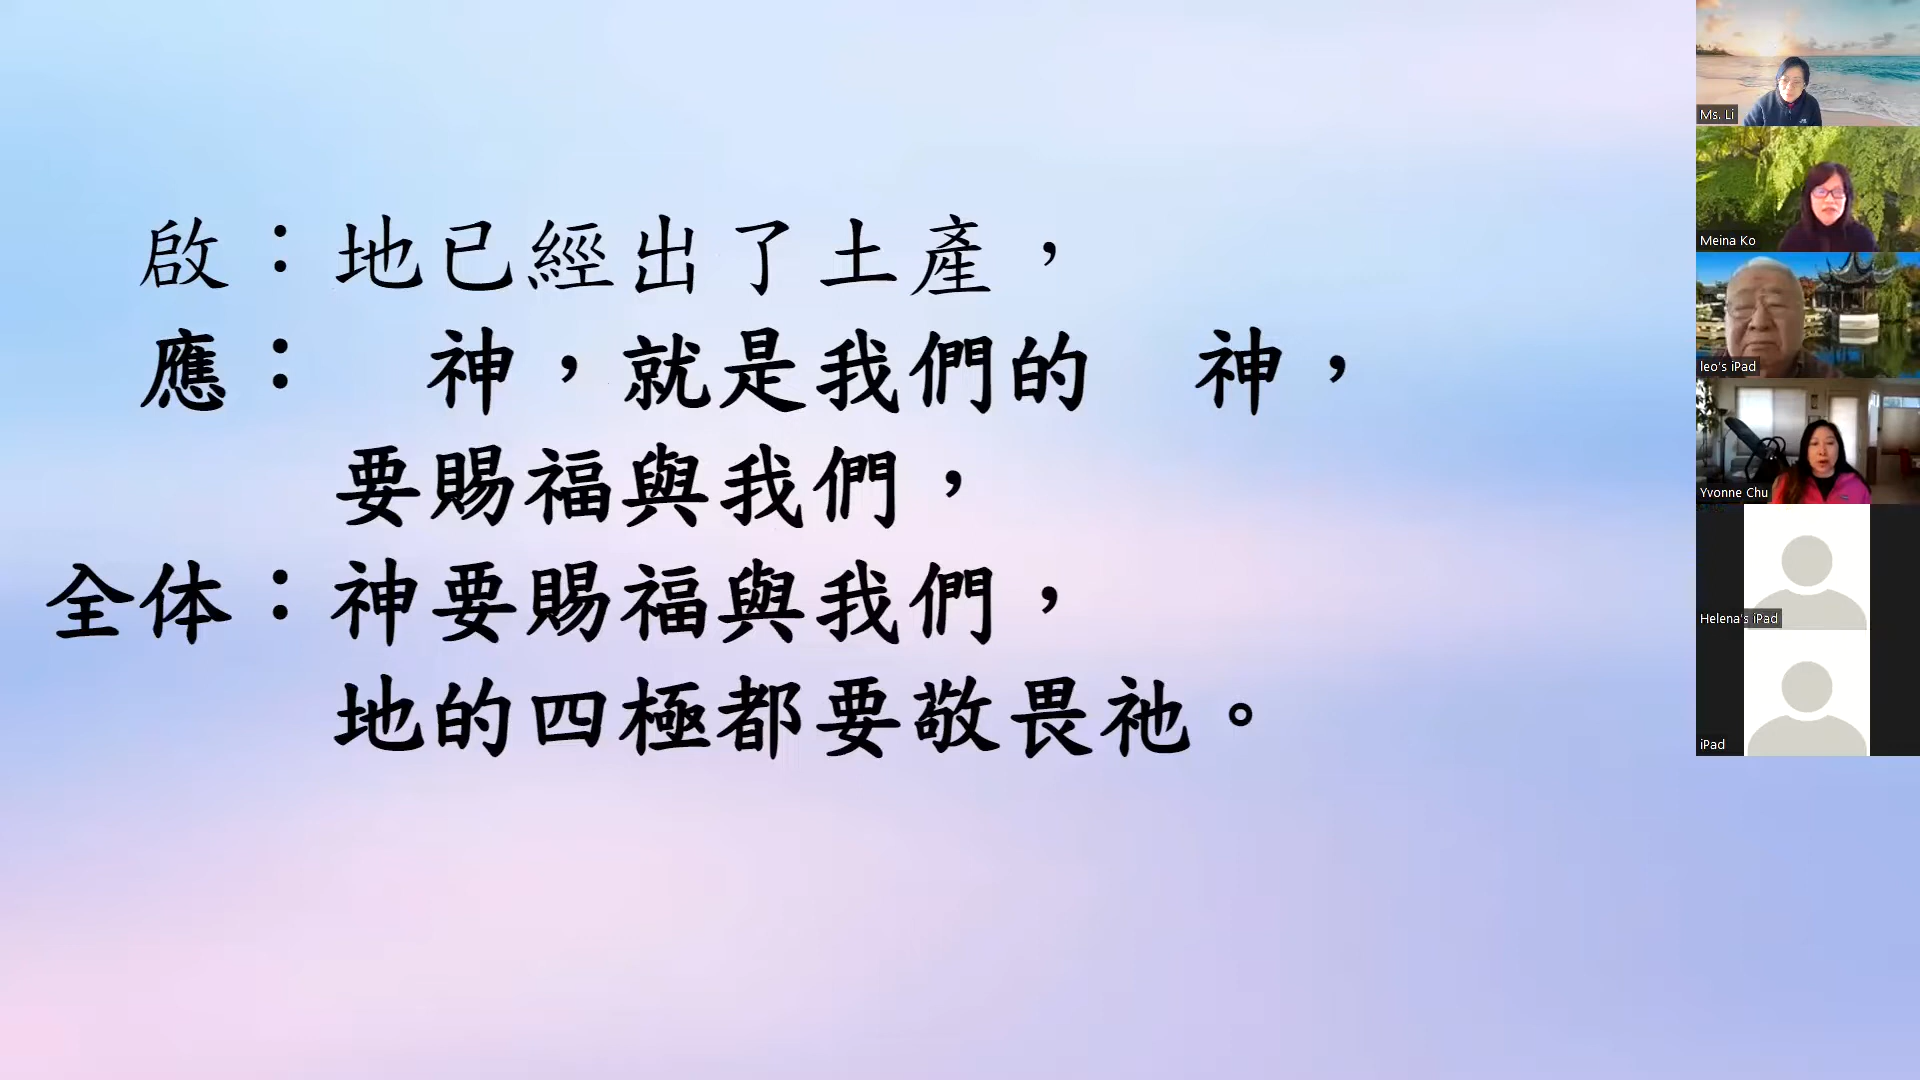 啟：地已經出了土產，
應：　神，就是我們的　神，
要賜福與我們，
全体：神要賜福與我們，
地的四極都要敬畏祂。
Ms. Li
Meina Ko
leo's iPad
Yvonne Chu
Helena's iPad
iPad